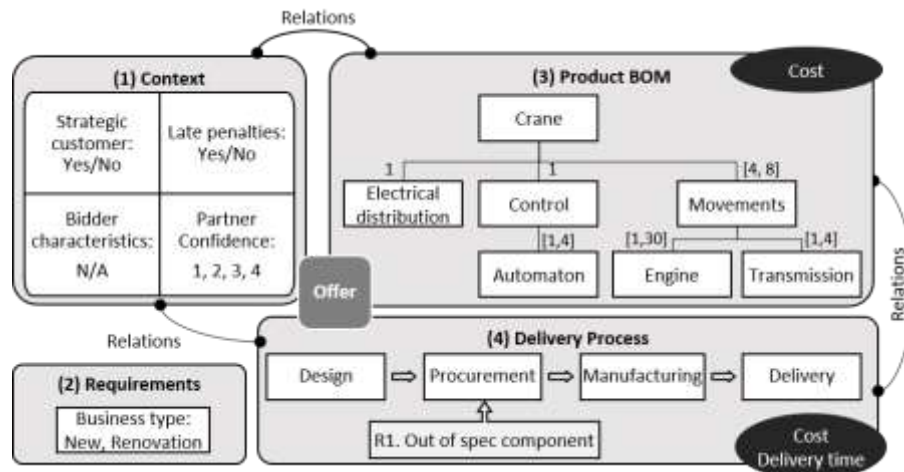 Relations
(1) Context
Strategic
customer:
Yes/No
Late penalties:
Yes/No
Bidder
characteristics:
N/A
Partner
Confidence:
1, 2, 3, 4
(3) Product BOM
Cost
Crane
1
1
[4, 8]
Electrical
distribution
Control
Movements
[1,4]
[1,30]
[1,4]
Automaton
Engine
Transmission
Offer
Relations
Relations
(2) Requirements
Business type:
New, Renovation
(4) Delivery Process
Design
Procurement
Manufacturing
Delivery
R1. Out of spec component
Cost
Delivery time